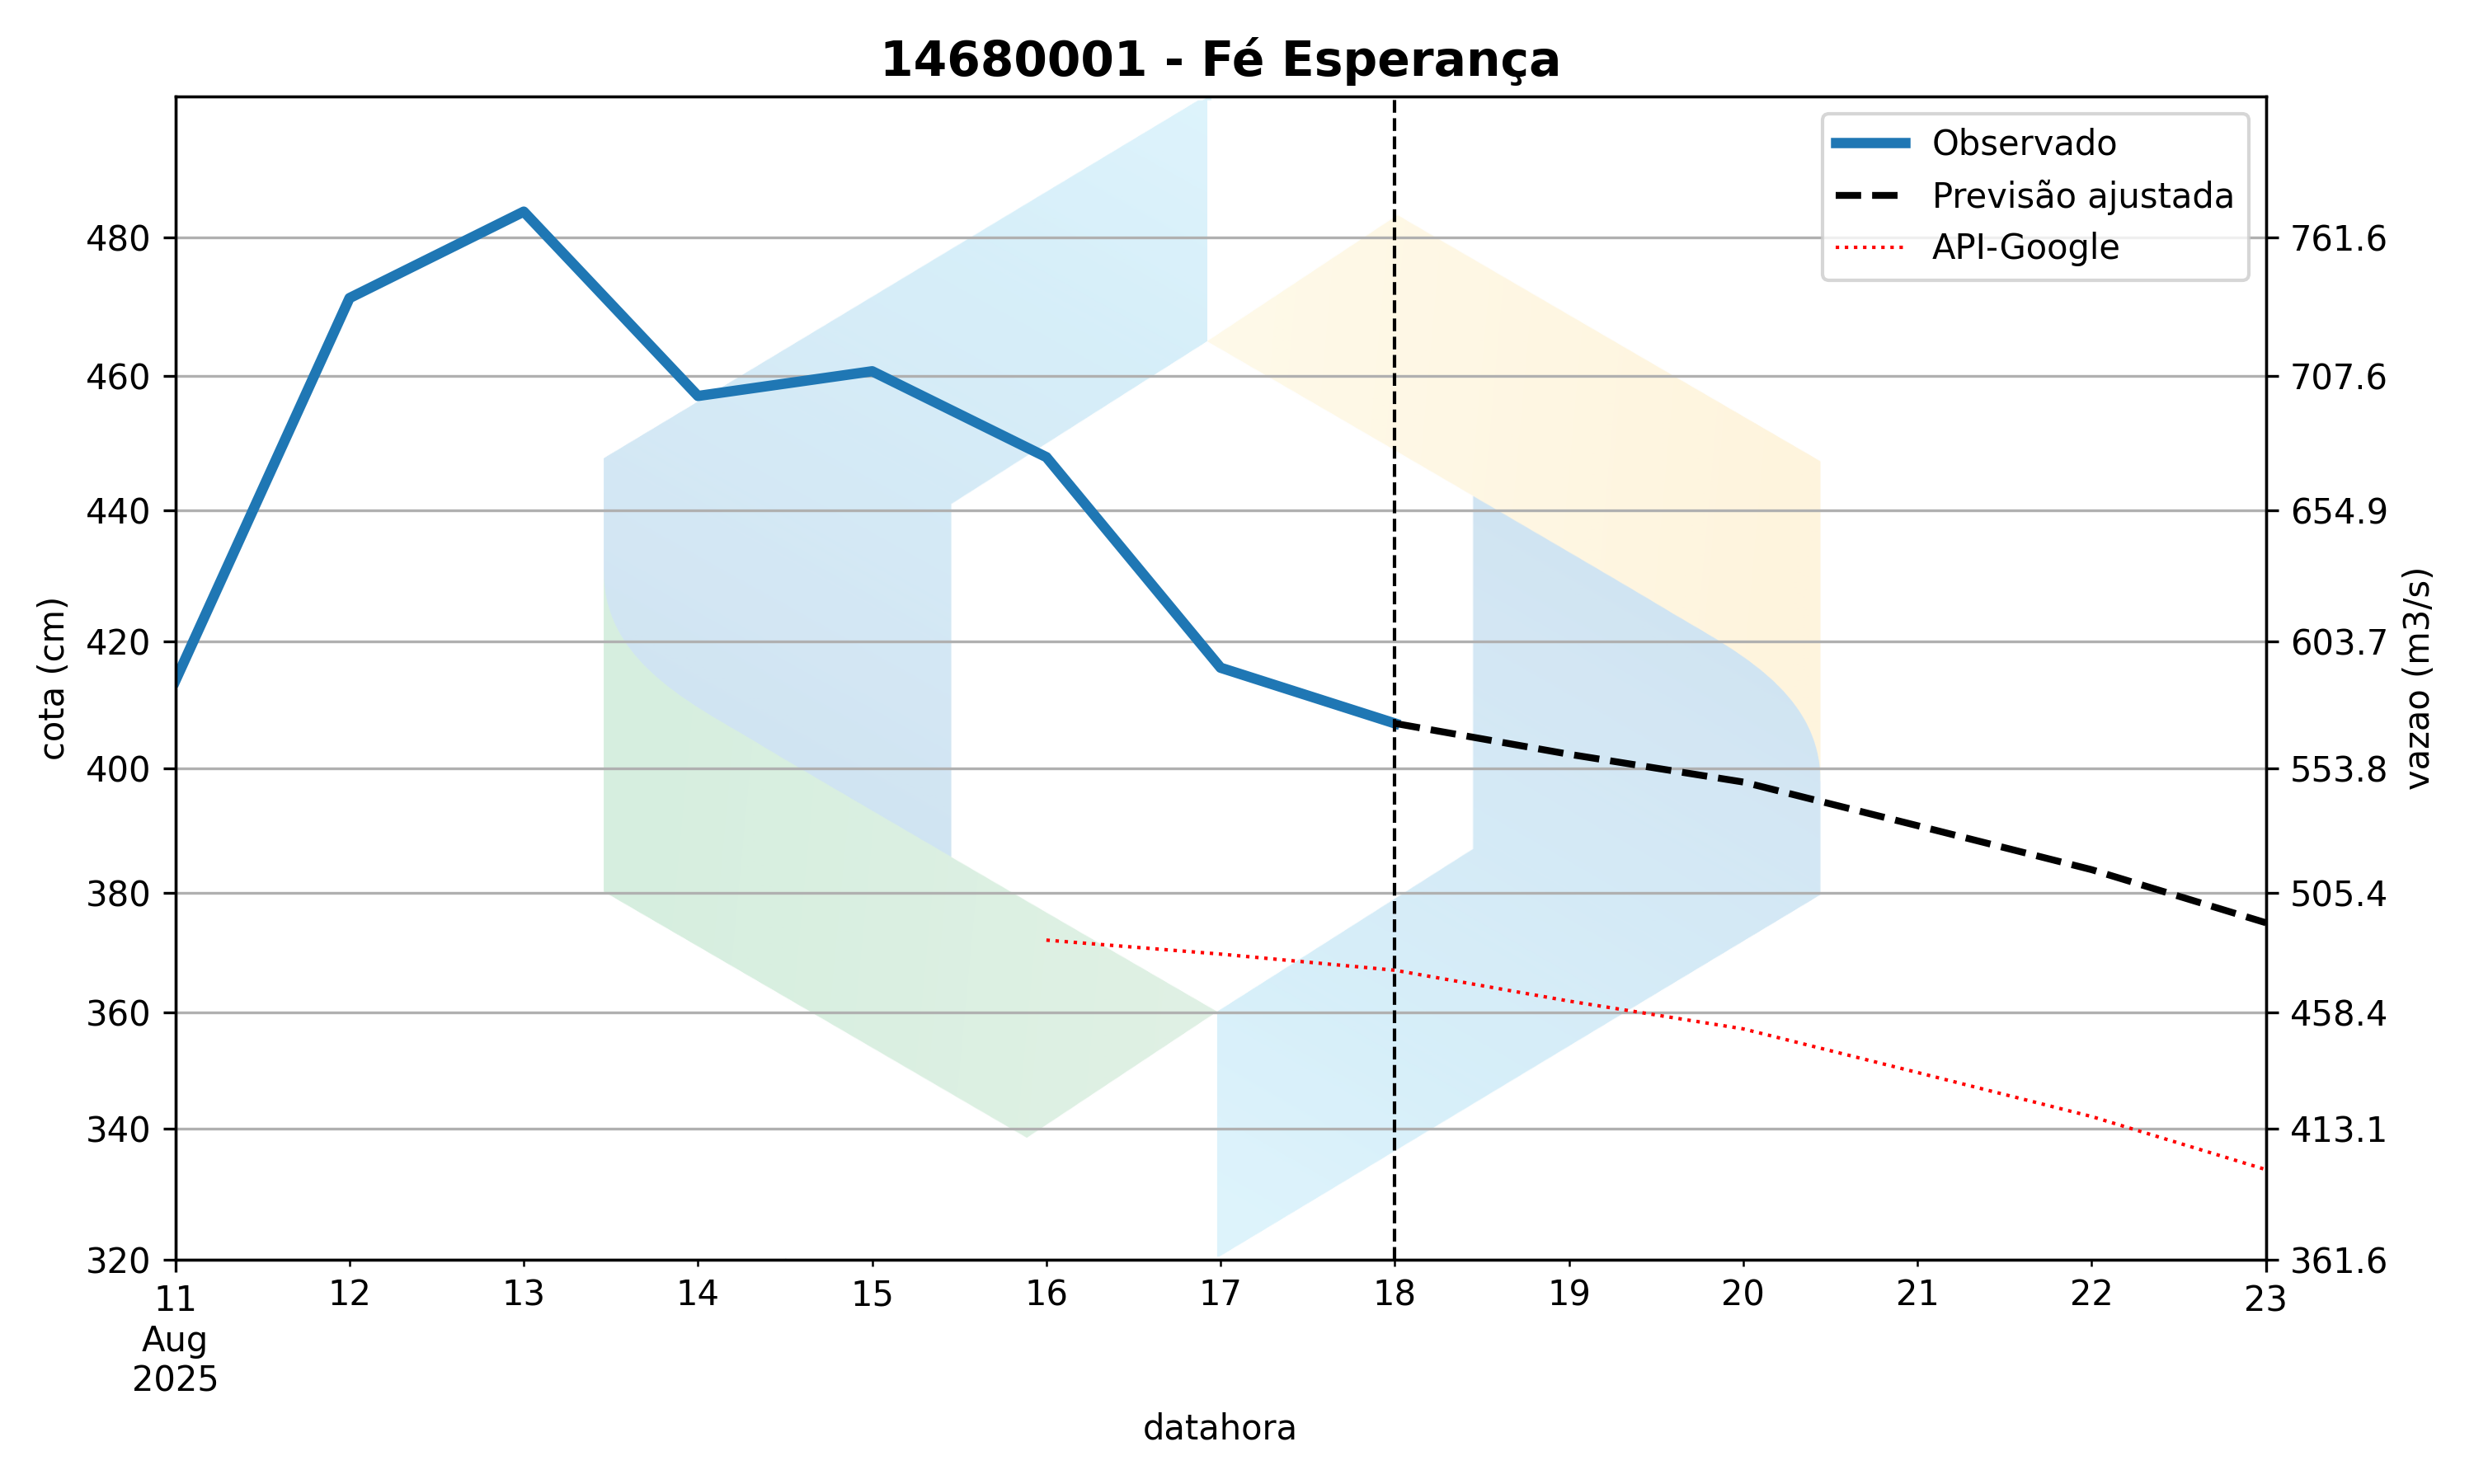 14680001 - Fé Esperança
Observado
Previsão ajustada
API-Google
480
460
440
420
400
380
360
340
320
cota (cm)
761.6
707.6
654.9
603.7
553.8
505.4
458.4
413.1
361.6
vazao (m3/s)
11 12 13 14 15 16 17 18 19 20 21 22 23
Aug
2025
datahora